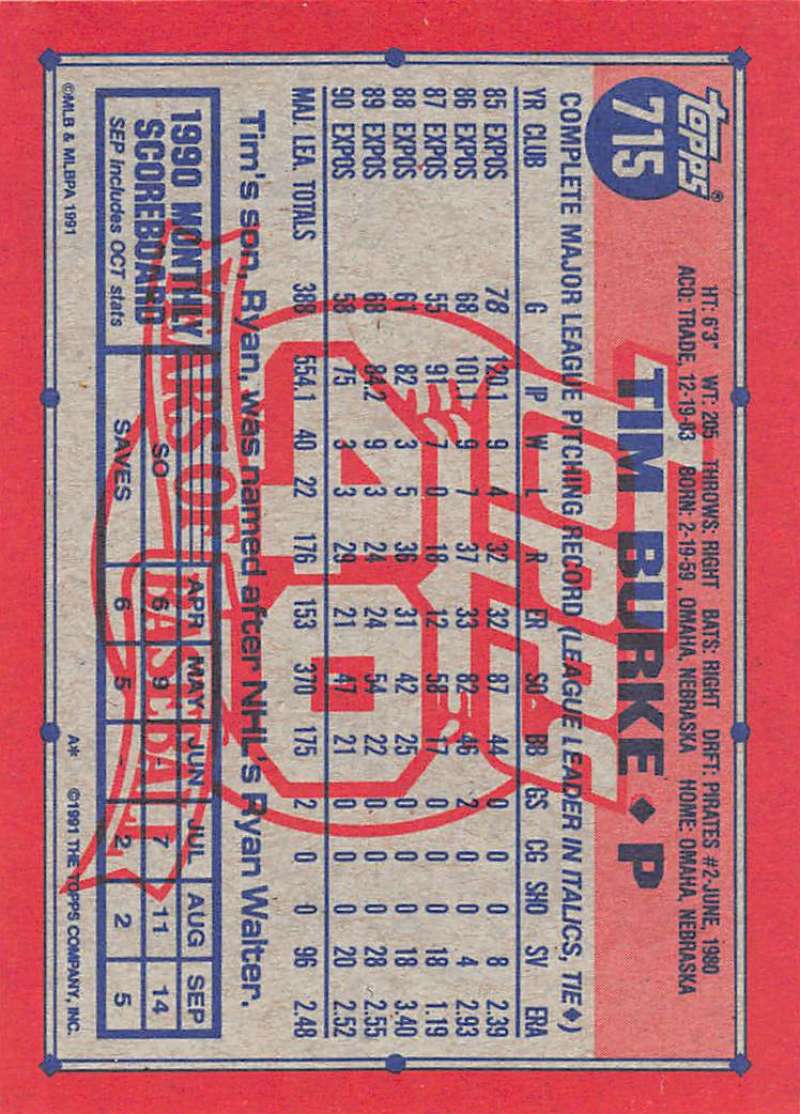 topps®
715
HT: 6'3" WT: 205 THROWS: RIGHT BATS: RIGHT DRFT: PIRATES #2-JUNE, 1980
ACQ: TRADE, 12-19-83 BORN: 2-19-59, OMAHA, NEBRASKA HOME: OMAHA, NEBRASKA
TIM BURKE ♦ P
COMPLETE MAJOR LEAGUE PITCHING RECORD (LEAGUE LEADER IN ITALICS, TIE♦)
YR CLUB G IP W L R ER SO BB GS CG SHO SV ERA
85 EXPOS 78 120.1 9 4 32 32 87 44 0 0 0 8 2.39
86 EXPOS 68 101.1 9 7 37 33 82 46 2 0 0 4 2.93
87 EXPOS 55 91 7 0 18 12 58 17 0 0 0 18 1.19
88 EXPOS 61 82 3 5 36 31 42 25 0 0 0 18 3.40
89 EXPOS 68 84.2 9 3 24 24 54 22 0 0 0 28 2.55
90 EXPOS 58 75 3 3 29 21 47 21 0 0 0 20 2.52
MAJ. LEA. TOTALS 388 554.1 40 22 176 153 370 175 2 0 0 96 2.48
Tim's son, Ryan, was named after NHL's Ryan Walter.
topps
40
YEARS OF BASEBALL
1990 MONTHLY SCOREBOARD
SEP includes OCT stats
APR MAY JUN JUL AUG SEP
SO 6 9 - 7 11 14
SAVES 6 5 - 2 2 5
©MLB & MLBPA 1991
A* ©1991 THE TOPPS COMPANY, INC.